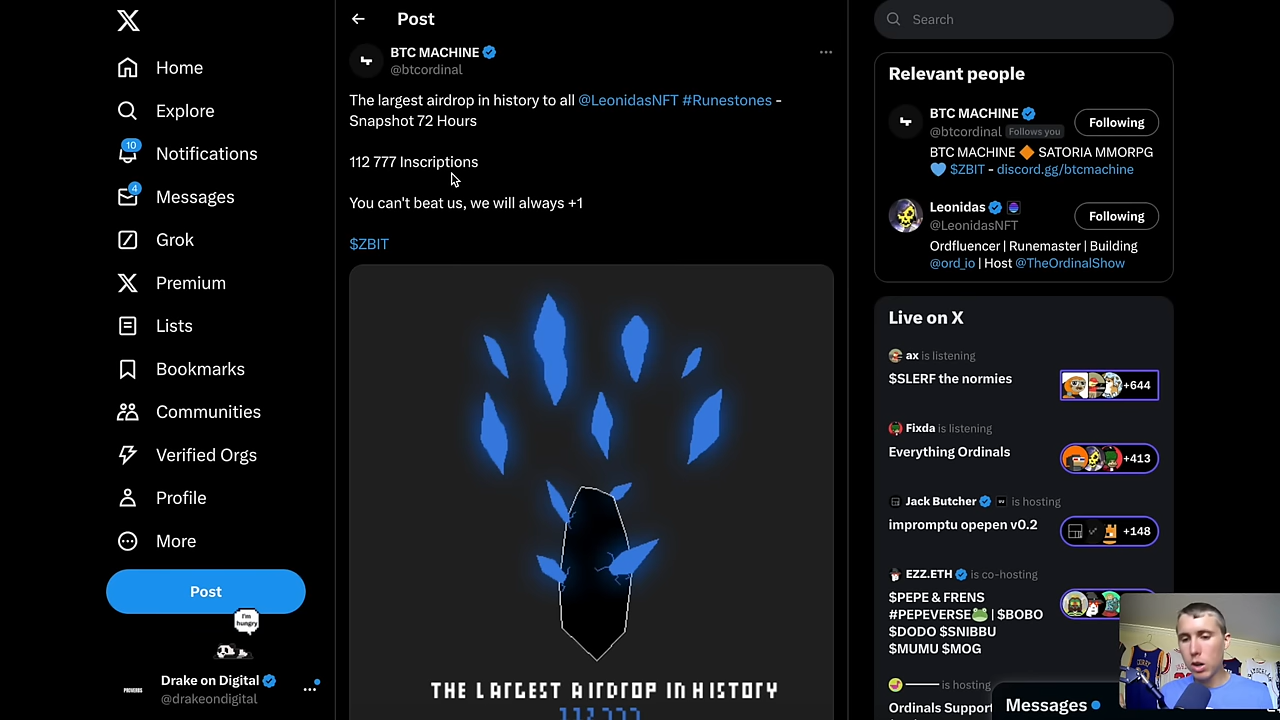 Home
Explore
10
Notifications
4
Messages
Grok
Premium
Lists
Bookmarks
Communities
Verified Orgs
Profile
More
Post
I'm
hungry
PROVERBS
Drake on Digital
@drakeondigital
Post
BTC MACHINE
@btcordinal
The largest airdrop in history to all @LeonidasNFT #Runestones -
Snapshot 72 Hours
112 777 Inscriptions
You can't beat us, we will always +1
$ZBIT
THE LARGEST AIRDROP IN HISTORY
112 777
Search
Relevant people
BTC MACHINE
@btcordinal Follows you
Following
BTC MACHINE 🔶 SATORIA MMORPG
💙 $ZBIT - discord.gg/btcmachine
Leonidas
@LeonidasNFT
Following
Ordfluencer | Runemaster | Building
@ord_io | Host @TheOrdinalShow
Live on X
ax is listening
$SLERF the normies
+644
Fixda is listening
Everything Ordinals
+413
Jack Butcher is hosting
impromptu opepen v0.2
+148
EZZ.ETH is co-hosting
$PEPE & FRENS
#PEPEVERSE🐸 | $BOBO
$DODO $SNIBBU
$MUMU $MOG
is hosting
Ordinals Support
Messages